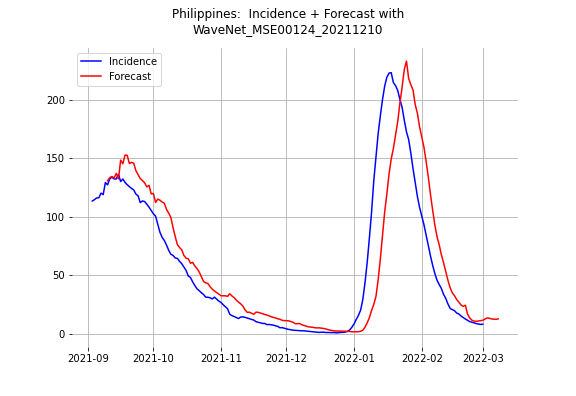 Philippines:  Incidence + Forecast with
WaveNet_MSE00124_20211210
Incidence
Forecast
200
150
100
50
0
2021-09 2021-10 2021-11 2021-12 2022-01 2022-02 2022-03